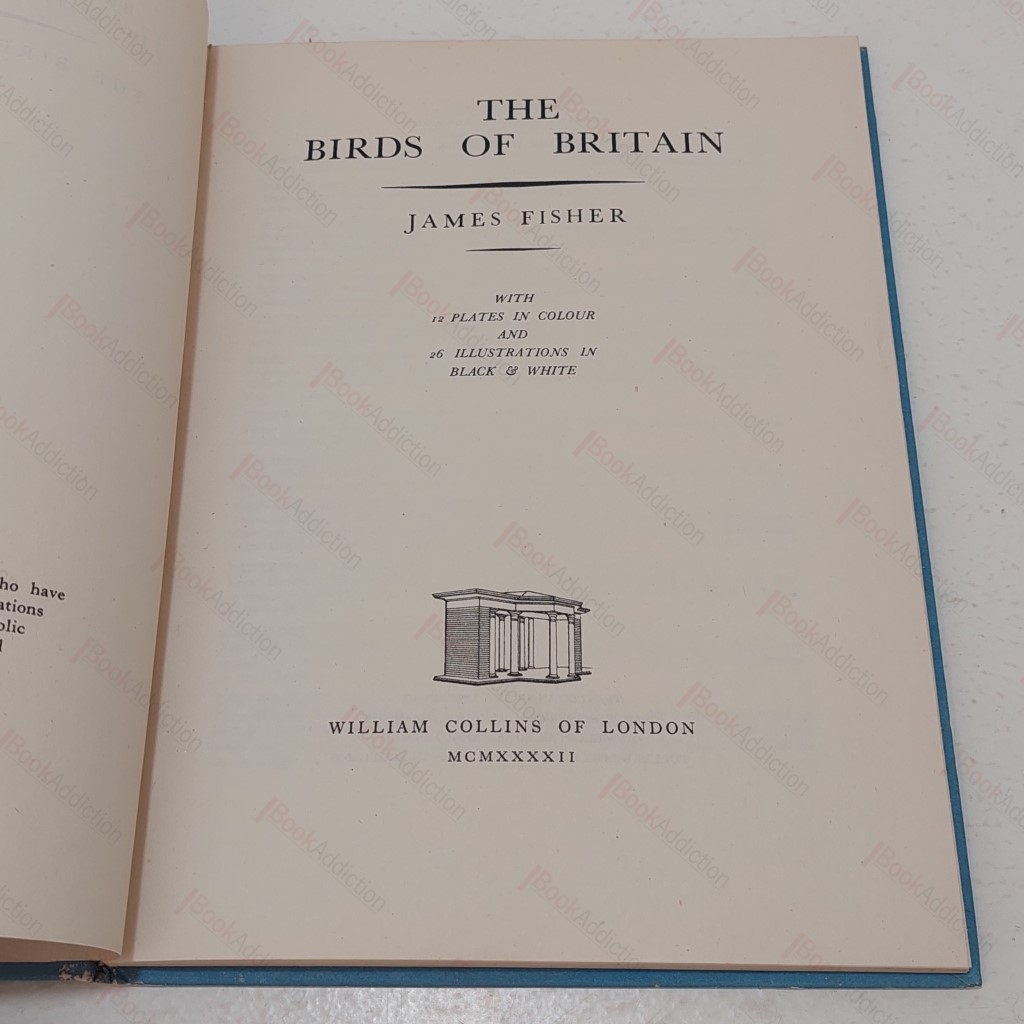 ho have
ations
blic
THE
BIRDS OF BRITAIN
JAMES FISHER
WITH
12 PLATES IN COLOUR
AND
26 ILLUSTRATIONS IN
BLACK & WHITE
WILLIAM COLLINS OF LONDON
MCMXXXXII
BookAddiction